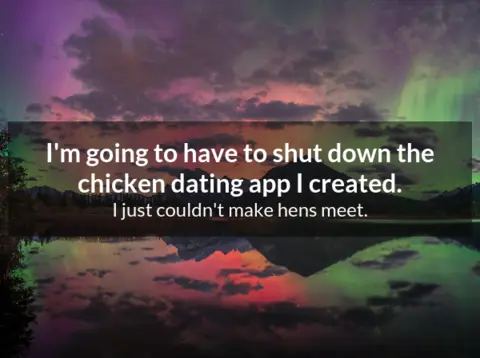 I'm going to have to shut down the
chicken dating app I created.
I just couldn't make hens meet.